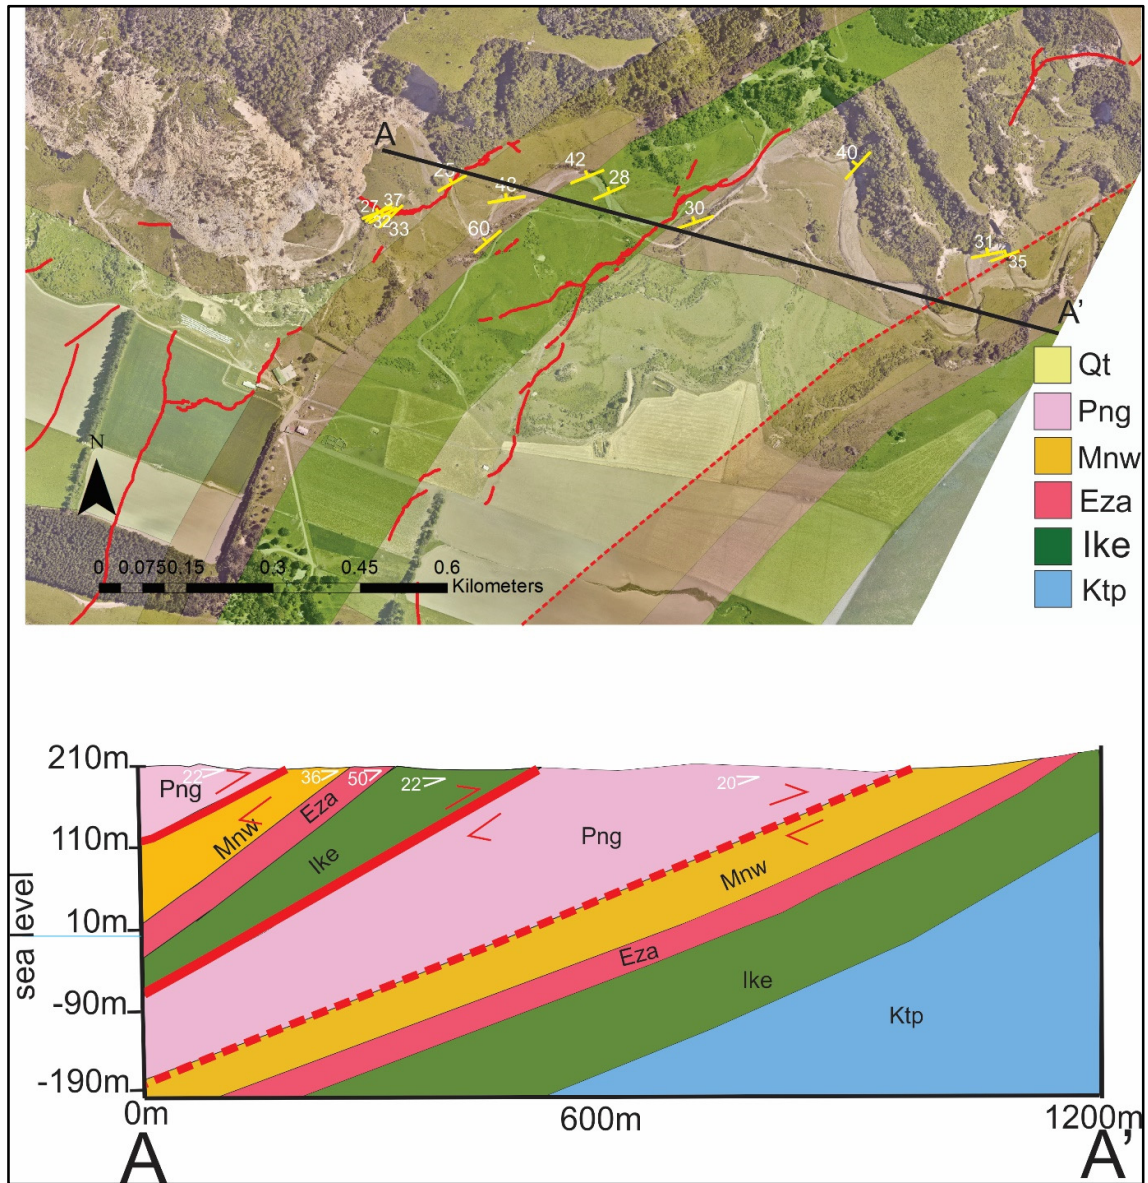 A
25
48
42
28
40
27
37
32
33
60
30
31
35
A'
N
0 0.075 0.15 0.3 0.45 0.6
Kilometers
Qt
Png
Mnw
Eza
Ike
Ktp
210m
110m
10m
-90m
-190m
sea level
22
36
50
22
20
Png
Mnw
Eza
Ike
Png
Mnw
Eza
Ike
Ktp
0m
600m
1200m
A
A'